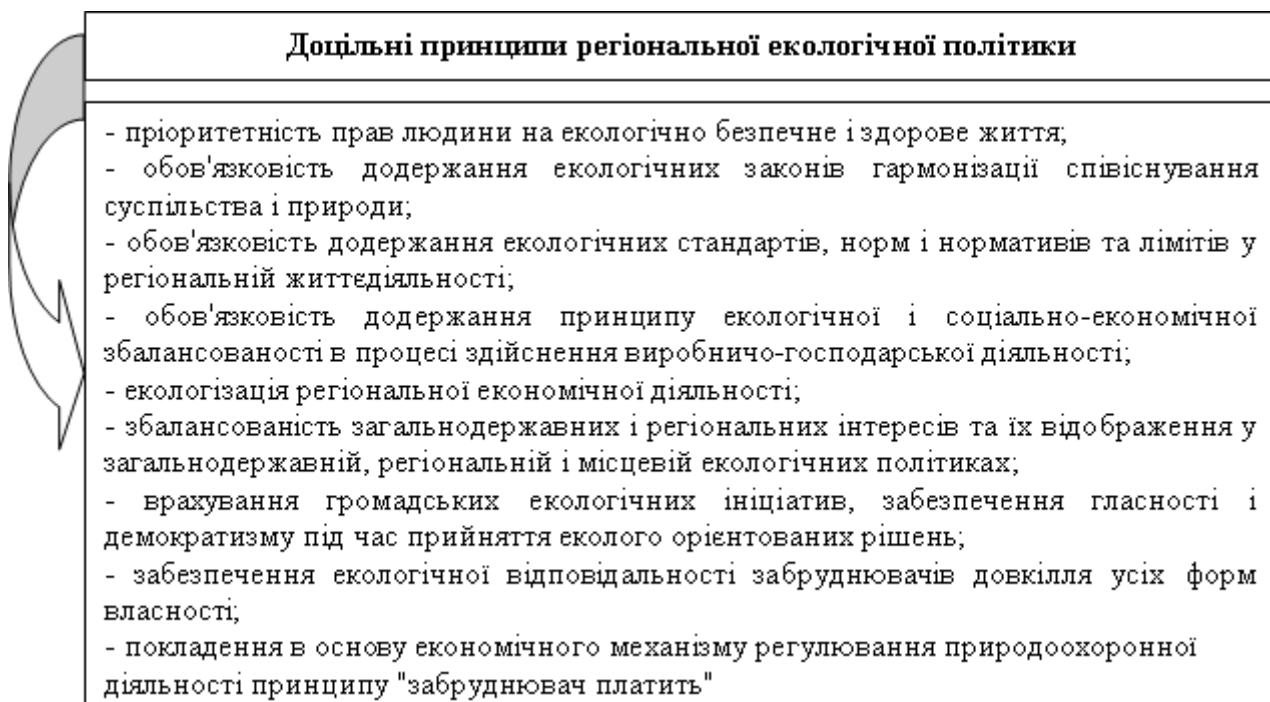 Доцільні принципи регіональної екологічної політики
- пріоритетність прав людини на екологічно безпечне і здорове життя;
- обов'язковість додержання екологічних законів гармонізації співіснування
суспільства і природи;
- обов'язковість додержання екологічних стандартів, норм і нормативів та лімітів у
регіональній життєдіяльності;
- обов'язковість додержання принципу екологічної і соціально-економічної
збалансованості в процесі здійснення виробничо-господарської діяльності;
- екологізація регіональної економічної діяльності;
- збалансованість загальнодержавних і регіональних інтересів та їх відображення у
загальнодержавній, регіональній і місцевій екологічних політиках;
- врахування громадських екологічних ініціатив, забезпечення гласності і
демократизму під час прийняття еколого орієнтованих рішень;
- забезпечення екологічної відповідальності забруднювачів довкілля усіх форм
власності;
- покладення в основу економічного механізму регулювання природоохоронної
діяльності принципу "забруднювач платить"